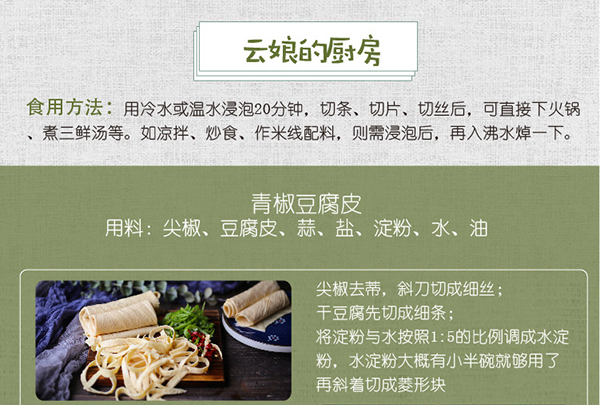 云娘的厨房
食用方法：用冷水或温水浸泡20分钟，切条、切片、切丝后，可直接下火锅
、煮三鲜汤等。如凉拌、炒食、作米线配料，则需浸泡后，再入沸水焯一下。
青椒豆腐皮
用料：尖椒、豆腐皮、蒜、盐、淀粉、水、油
尖椒去蒂，斜刀切成细丝；
干豆腐先切成细条；
将淀粉与水按照1:5的比例调成水淀
粉，水淀粉大概有小半碗就够用了
再斜着切成菱形块